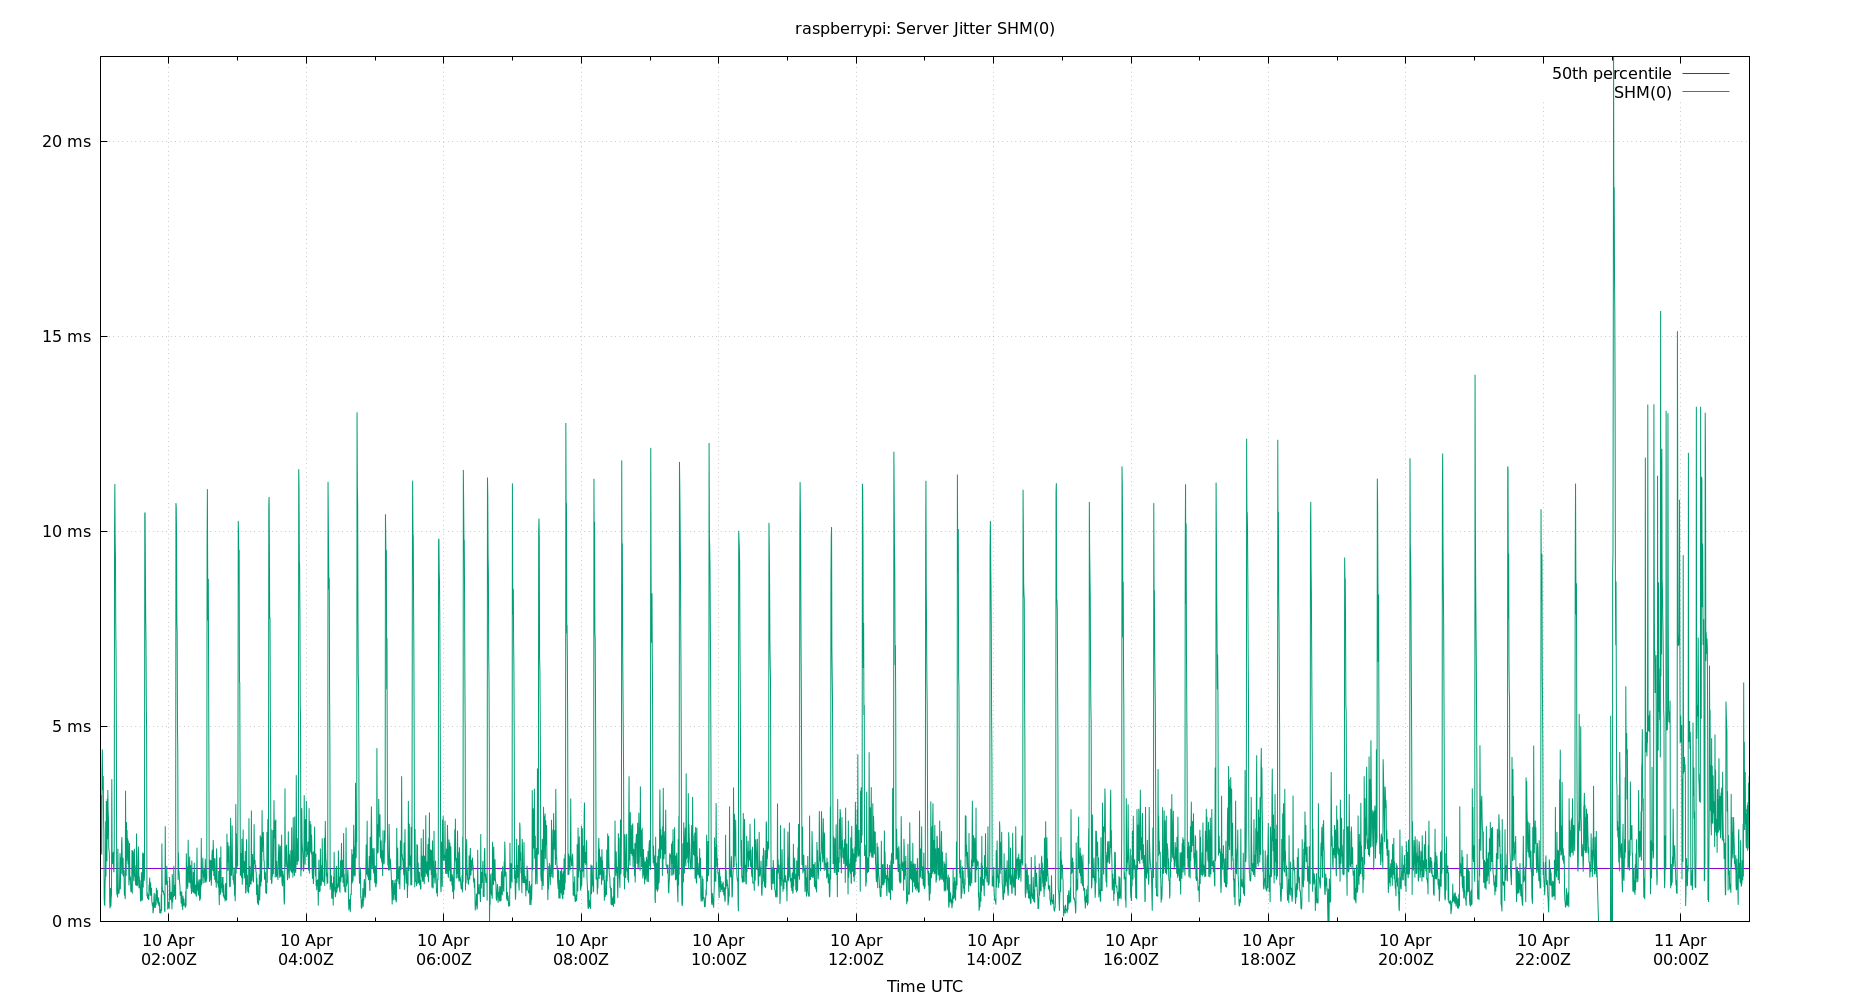 raspberrypi: Server Jitter SHM(0)
50th percentile
SHM(0)
20 ms
15 ms
10 ms
5 ms
0 ms
10 Apr 10 Apr 10 Apr 10 Apr 10 Apr 10 Apr 10 Apr 10 Apr 10 Apr 10 Apr 10 Apr 11 Apr
02:00Z 04:00Z 06:00Z 08:00Z 10:00Z 12:00Z 14:00Z 16:00Z 18:00Z 20:00Z 22:00Z 00:00Z
Time UTC